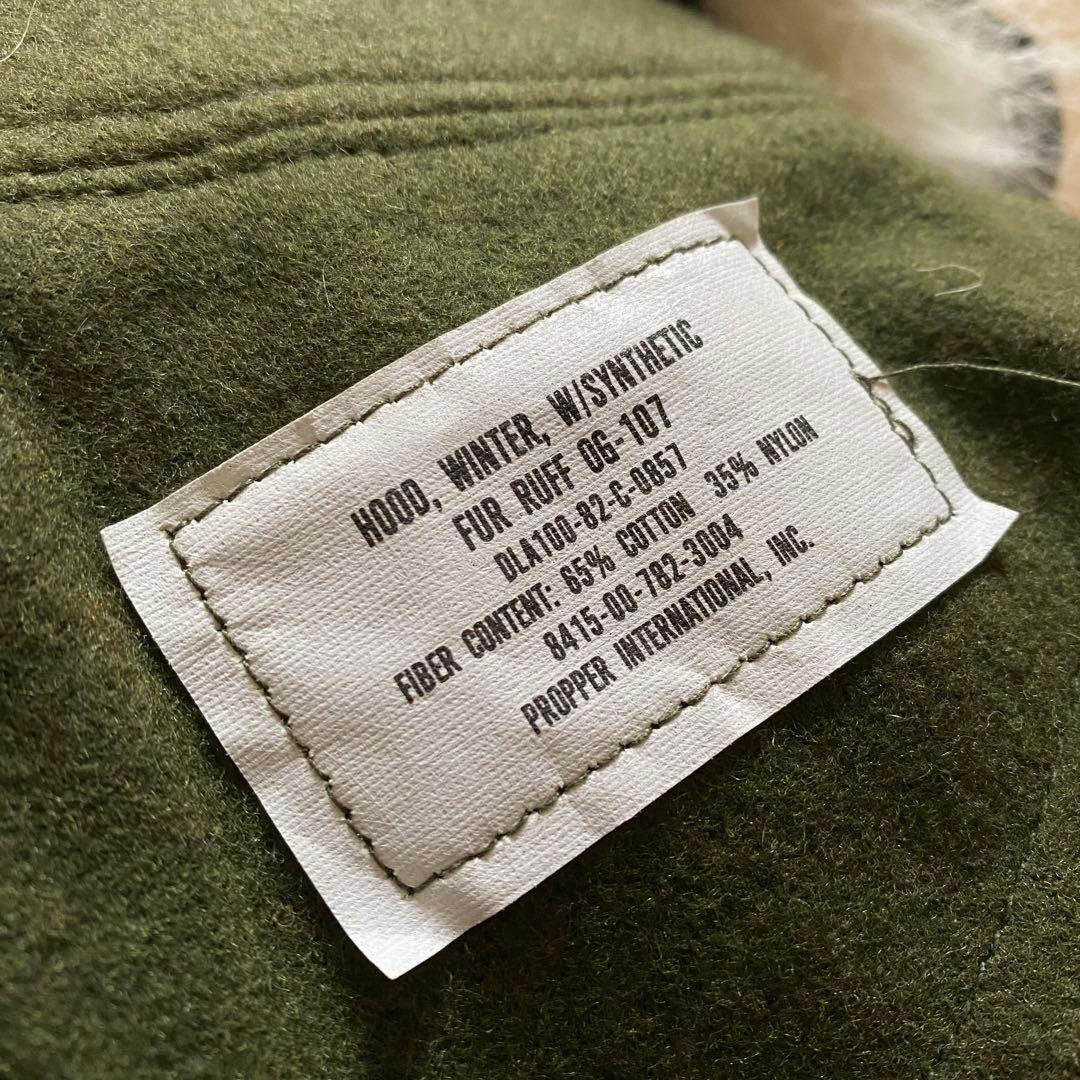 HOOD, WINTER, W/SYNTHETIC
FUR RUFF OG-107
DLA100-82-C-0857
FIBER CONTENT: 65% COTTON 35% NYLON
8415-00-782-3004
PROPPER INTERNATIONAL, INC.